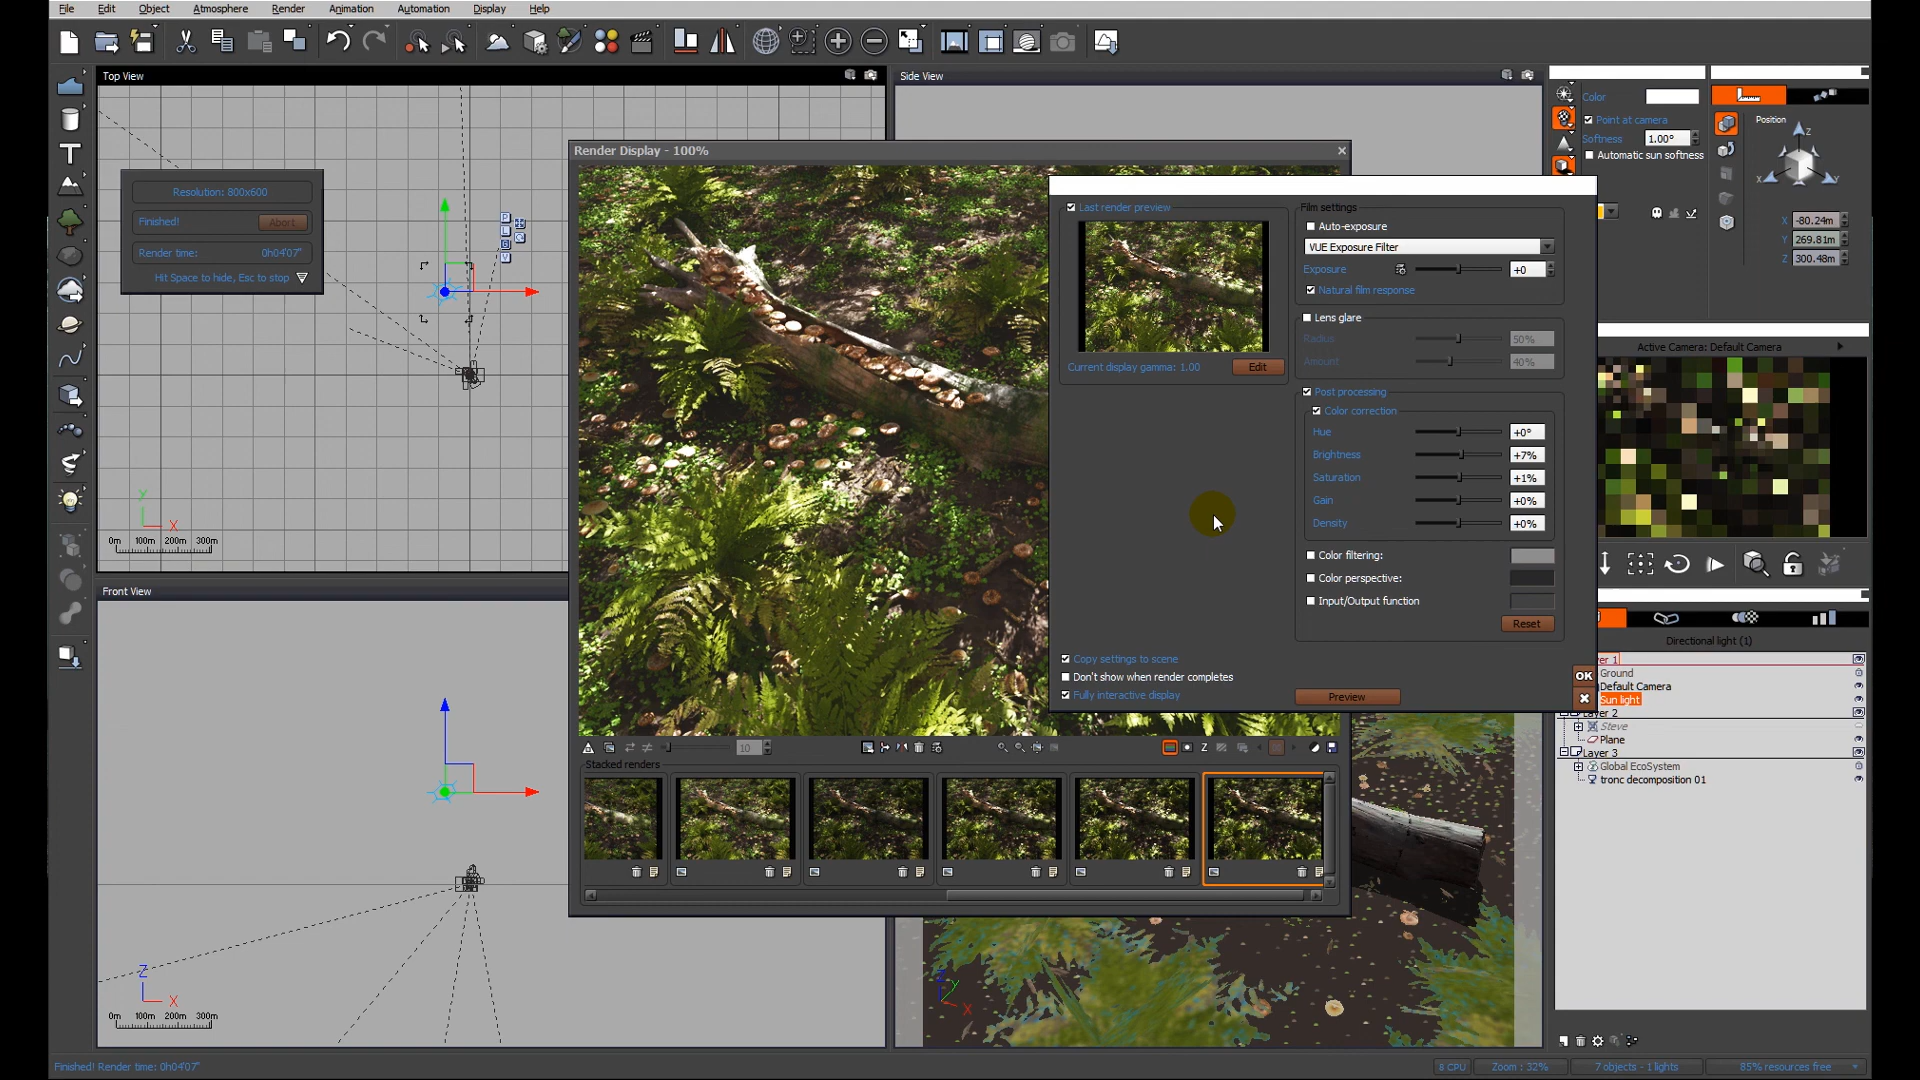 File Edit Object Atmosphere Render Animation Automation Display Help
Top View
Side View
Color
Point at camera
Softness 1.00°
Automatic sun softness
Position
Z
X Y
X -80.24m
Y 269.81m
Z 300.48m
Resolution: 800x600
Finished! Abort
Render time: 0h04'07"
Hit Space to hide, Esc to stop
P
L
Y
Y
X
0m 100m 200m 300m
Render Display - 100%
Last render preview
Current display gamma: 1.00 Edit
Film settings
Auto-exposure
VUE Exposure Filter
Exposure +0
Natural film response
Lens glare
Radius 50%
Amount 40%
Post processing
Color correction
Hue +0°
Brightness +7%
Saturation +1%
Gain +0%
Density +0%
Color filtering:
Color perspective:
Input/Output function
Reset
Copy settings to scene
Don't show when render completes
Fully interactive display
Preview
OK
Active Camera: Default Camera
Directional light (1)
yer 1
Ground
Default Camera
Sun light
Layer 2
Steve
Plane
Layer 3
Global EcoSystem
tronc decomposition 01
10
Z
Stacked renders
Front View
Z
X
0m 100m 200m 300m
Y
X
Finished! Render time: 0h04'07"
8 CPU
Zoom : 32%
7 objects - 1 lights
85% resources free